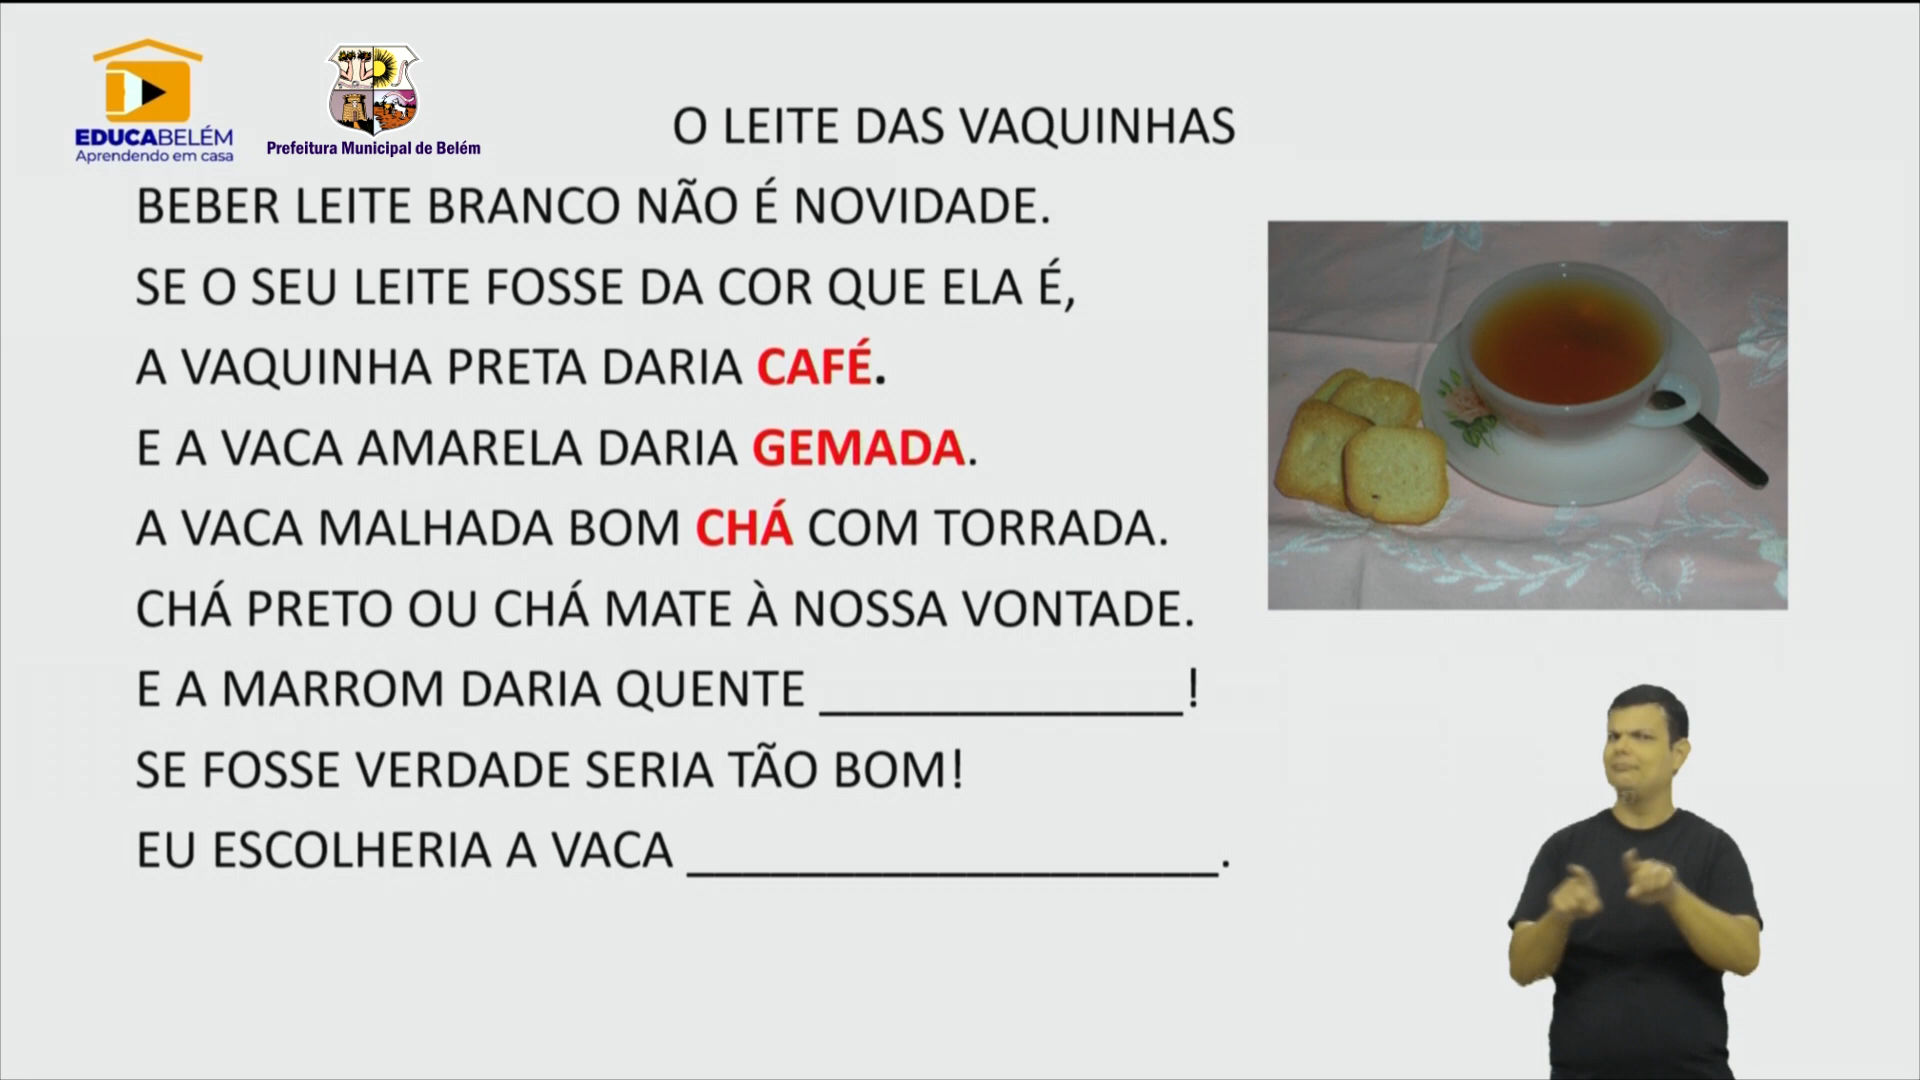 EDUCABELÉM
Aprendendo em casa
Prefeitura Municipal de Belém
O LEITE DAS VAQUINHAS
BEBER LEITE BRANCO NÃO É NOVIDADE.
SE O SEU LEITE FOSSE DA COR QUE ELA É,
A VAQUINHA PRETA DARIA CAFÉ.
E A VACA AMARELA DARIA GEMADA.
A VACA MALHADA BOM CHÁ COM TORRADA.
CHÁ PRETO OU CHÁ MATE À NOSSA VONTADE.
E A MARROM DARIA QUENTE _____________!
SE FOSSE VERDADE SERIA TÃO BOM!
EU ESCOLHERIA A VACA ___________________.